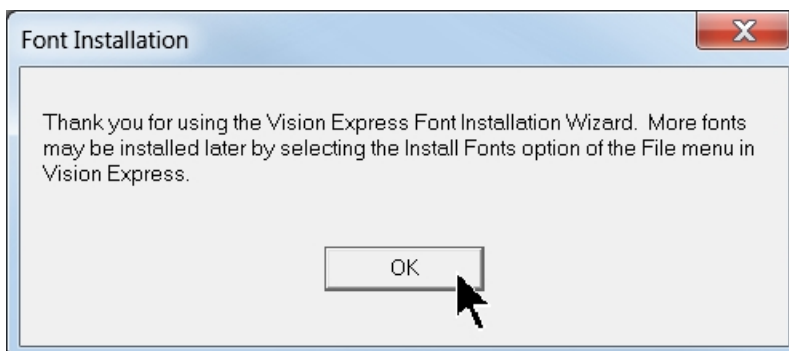 Font Installation
Thank you for using the Vision Express Font Installation Wizard.  More fonts
may be installed later by selecting the Install Fonts option of the File menu in
Vision Express.
OK